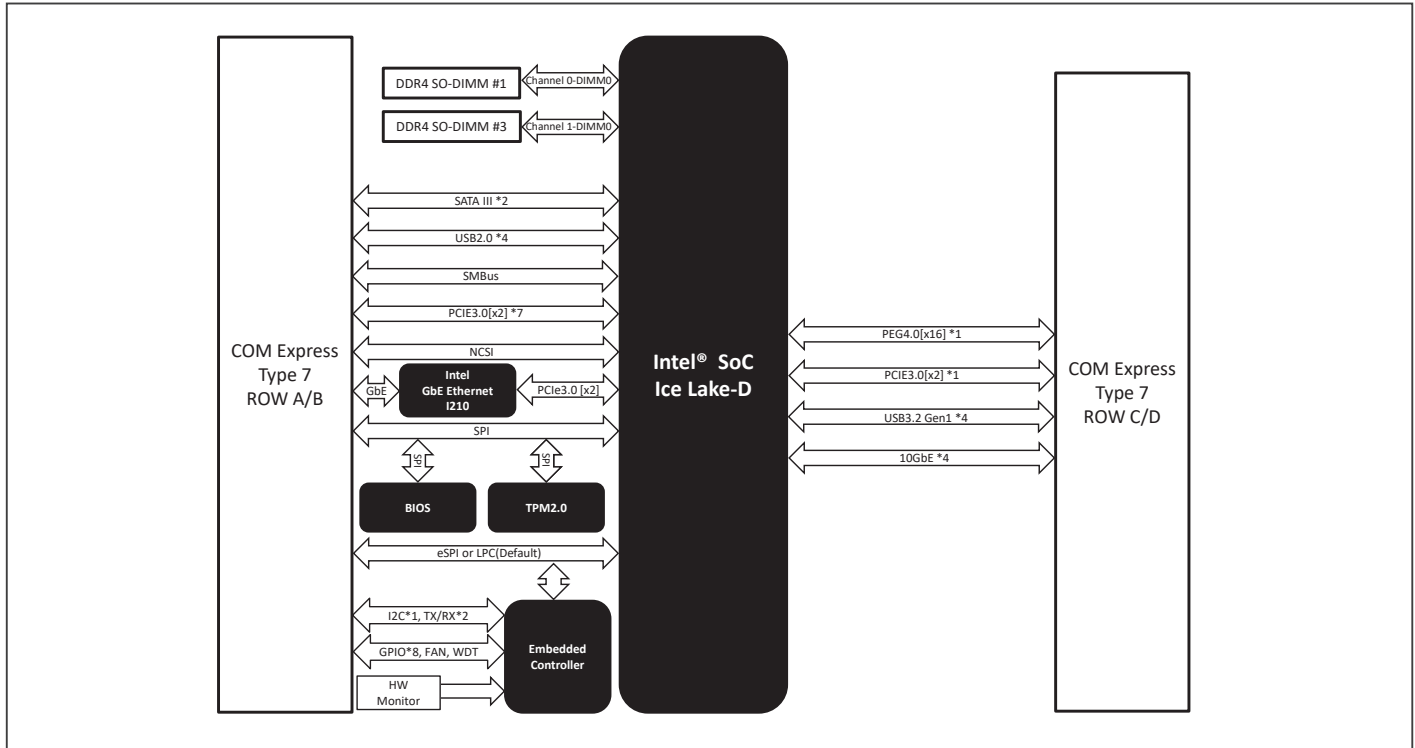 DDR4 SO-DIMM #1
Channel 0-DIMM0
DDR4 SO-DIMM #3
Channel 1-DIMM0
SATA III *2
USB2.0 *4
SMBus
PCIE3.0[x2] *7
NCSI
COM Express
Type 7
ROW A/B
GbE
Intel
GbE Ethernet
I210
PCIe3.0 [x2]
SPI
SPI
SPI
BIOS
TPM2.0
eSPI or LPC(Default)
I2C*1, TX/RX*2
GPIO*8, FAN, WDT
HW
Monitor
Embedded
Controller
Intel® SoC
Ice Lake-D
PEG4.0[x16] *1
PCIE3.0[x2] *1
USB3.2 Gen1 *4
10GbE *4
COM Express
Type 7
ROW C/D